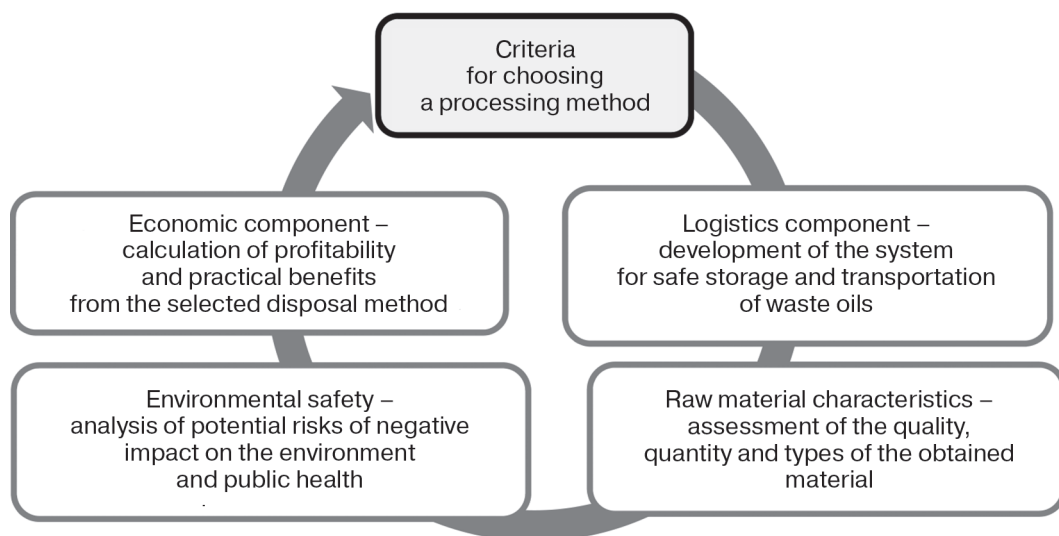 Criteria
for choosing
a processing method
Economic component –
calculation of profitability
and practical benefits
from the selected disposal method
Logistics component –
development of the system
for safe storage and transportation
of waste oils
Environmental safety –
analysis of potential risks of negative
impact on the environment
and public health
Raw material characteristics –
assessment of the quality,
quantity and types of the obtained
material